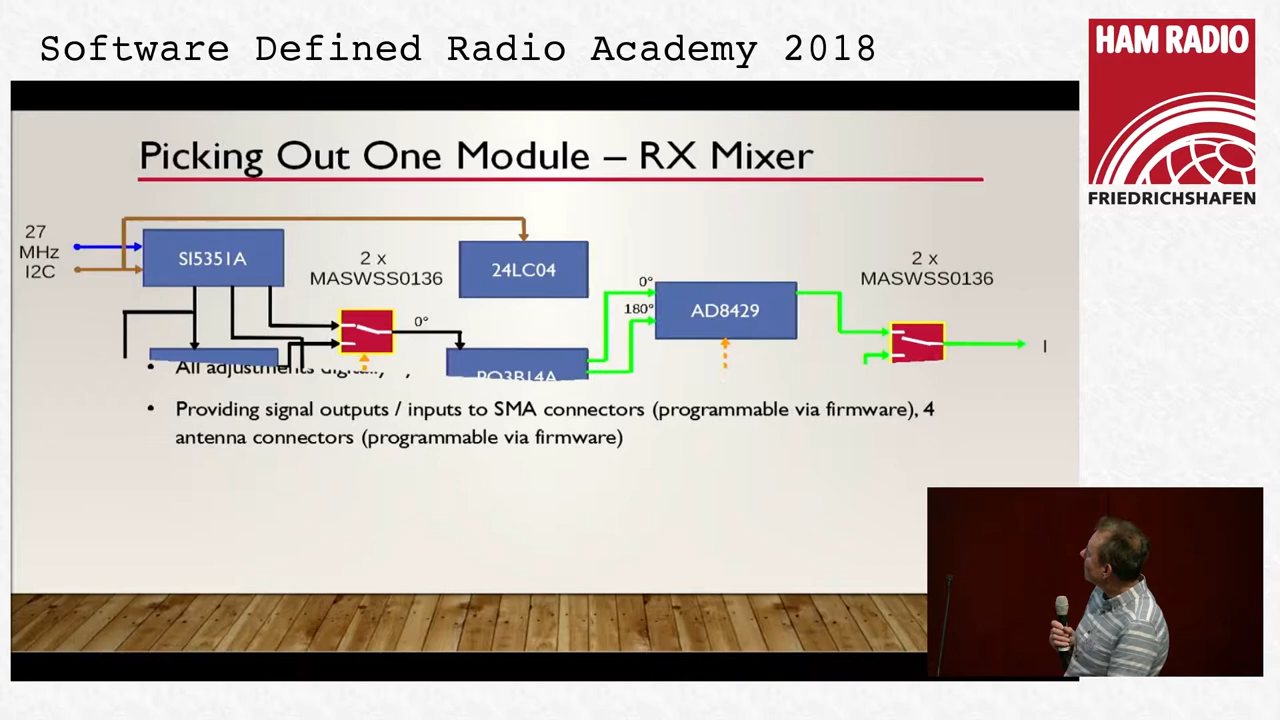 Software Defined Radio Academy 2018
HAM RADIO
FRIEDRICHSHAFEN
Picking Out One Module – RX Mixer
27
MHz
I2C
SI5351A
2 x
MASWSS0136
24LC04
0°
0°
180°
AD8429
2 x
MASWSS0136
I
All adjustments digitally
Providing signal outputs / inputs to SMA connectors (programmable via firmware), 4
antenna connectors (programmable via firmware)